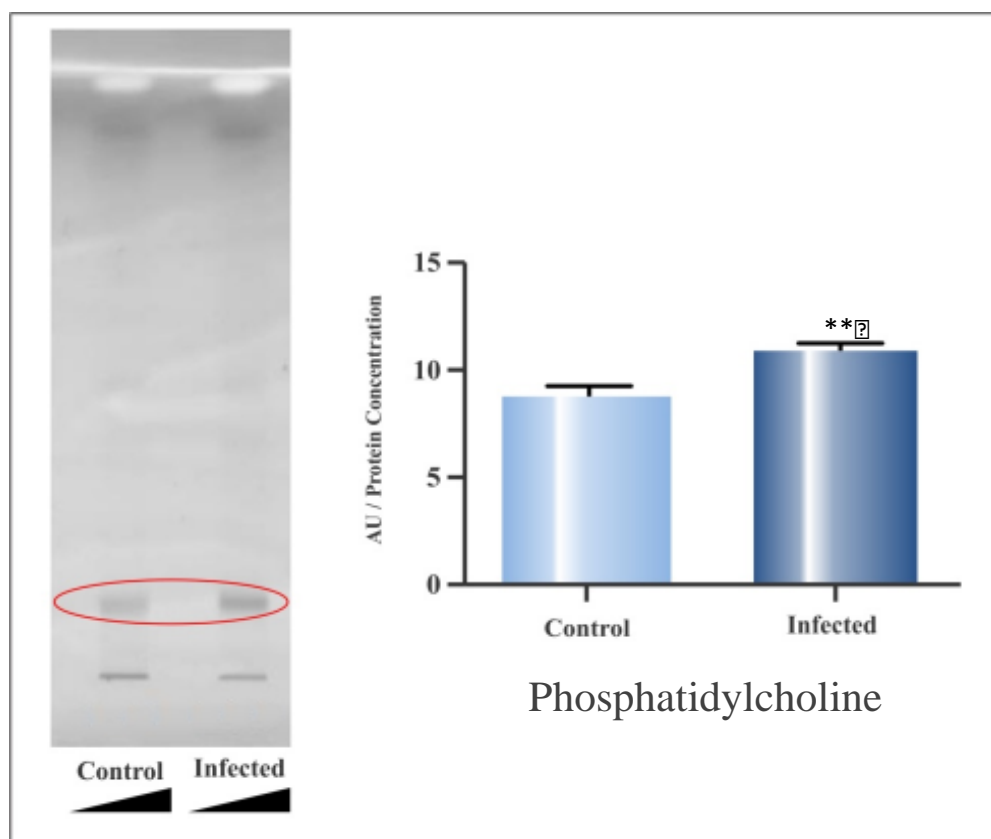 Control Infected
AU / Protein Concentration
15
10
5
0
**⍰
Control Infected
Phosphatidylcholine